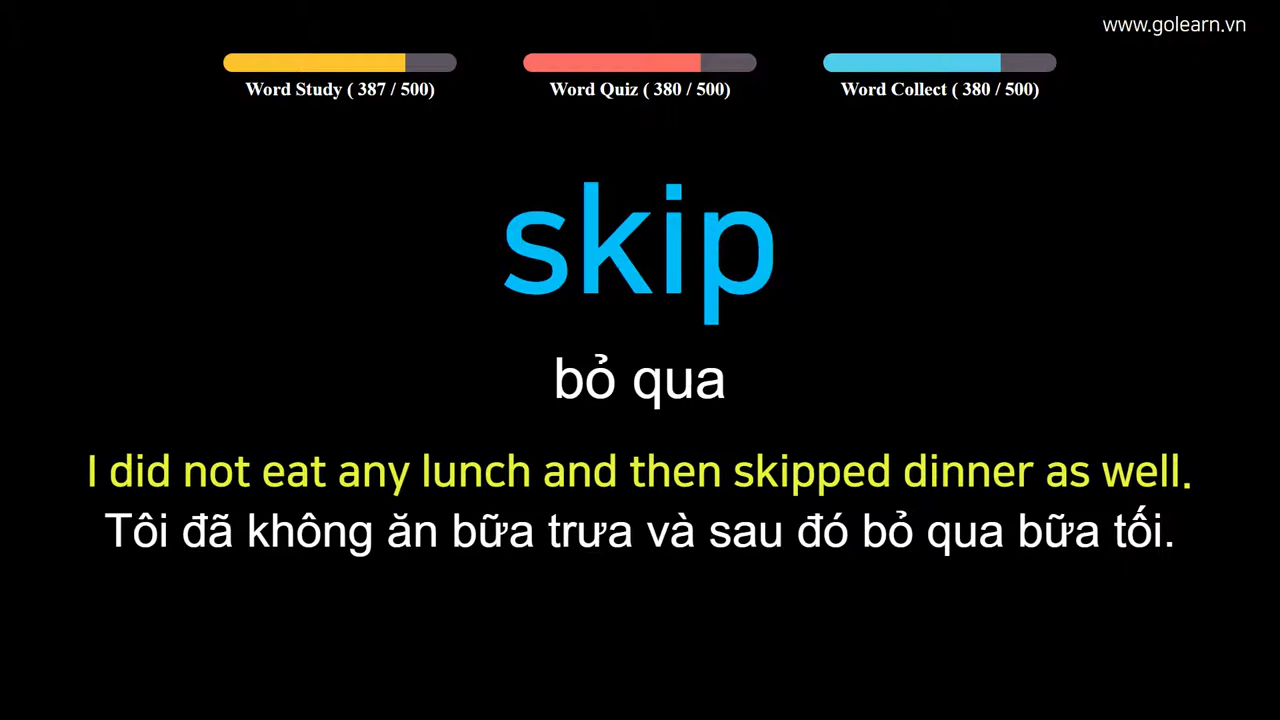 www.golearn.vn
Word Study ( 387 / 500)
Word Quiz ( 380 / 500)
Word Collect ( 380 / 500)
skip
bỏ qua
I did not eat any lunch and then skipped dinner as well.
Tôi đã không ăn bữa trưa và sau đó bỏ qua bữa tối.